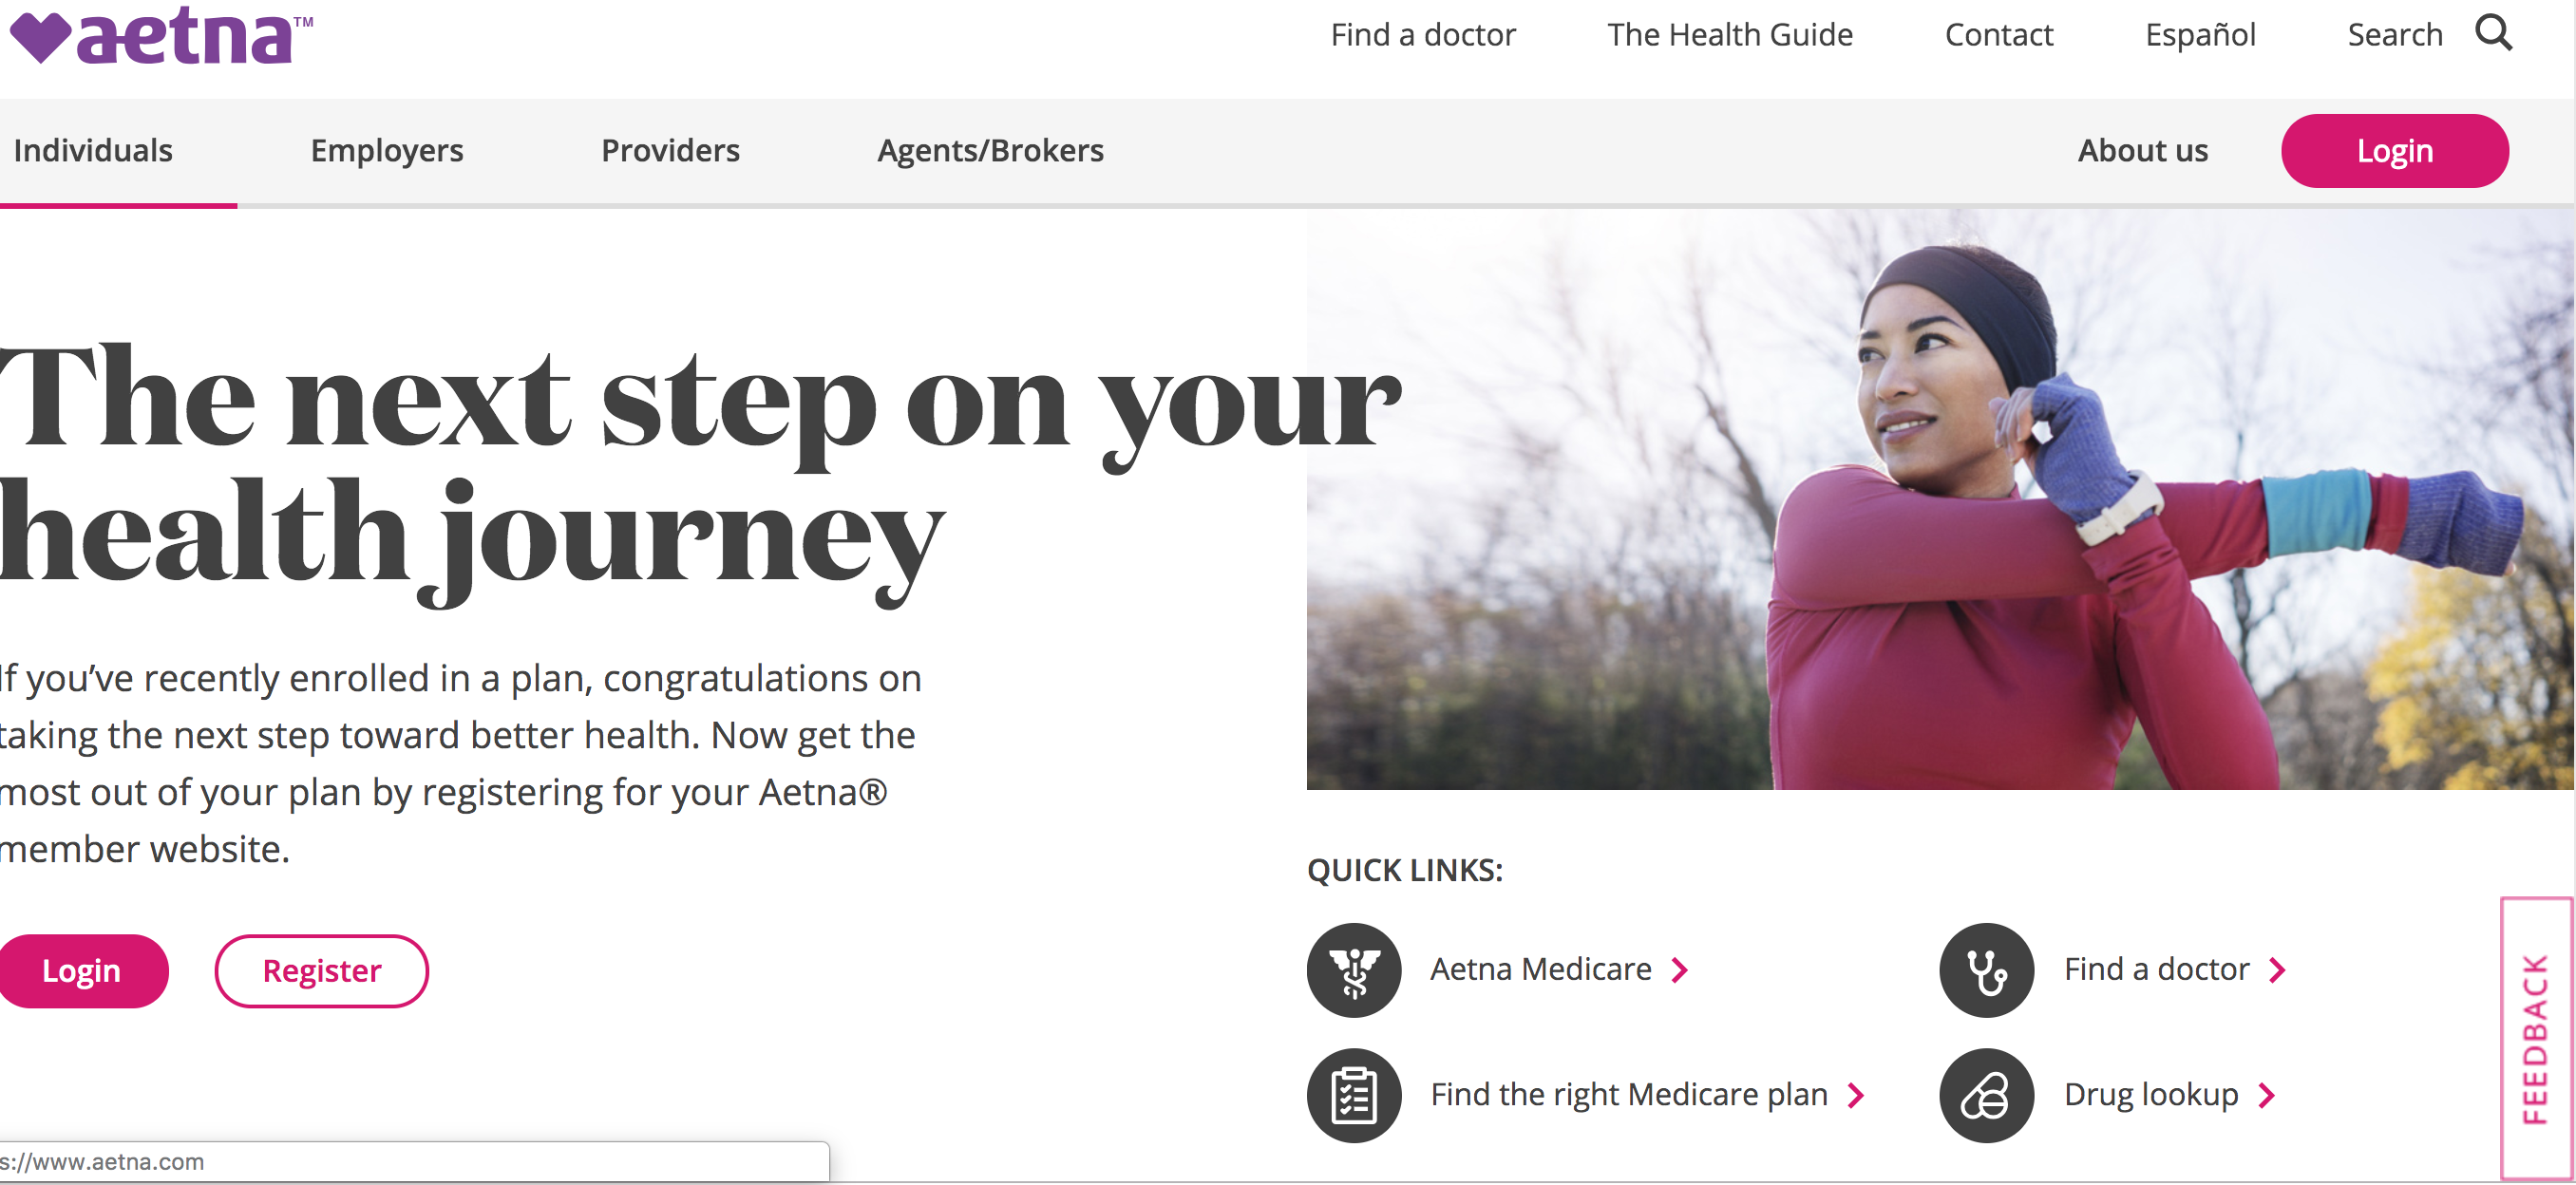 aetna™
Find a doctor
The Health Guide
Contact
Español
Search
Individuals
Employers
Providers
Agents/Brokers
About us
Login
The next step on your
health journey
If you’ve recently enrolled in a plan, congratulations on
taking the next step toward better health. Now get the
most out of your plan by registering for your Aetna®
member website.
Login
Register
QUICK LINKS:
Aetna Medicare
Find a doctor
Find the right Medicare plan
Drug lookup
FEEDBACK
s://www.aetna.com